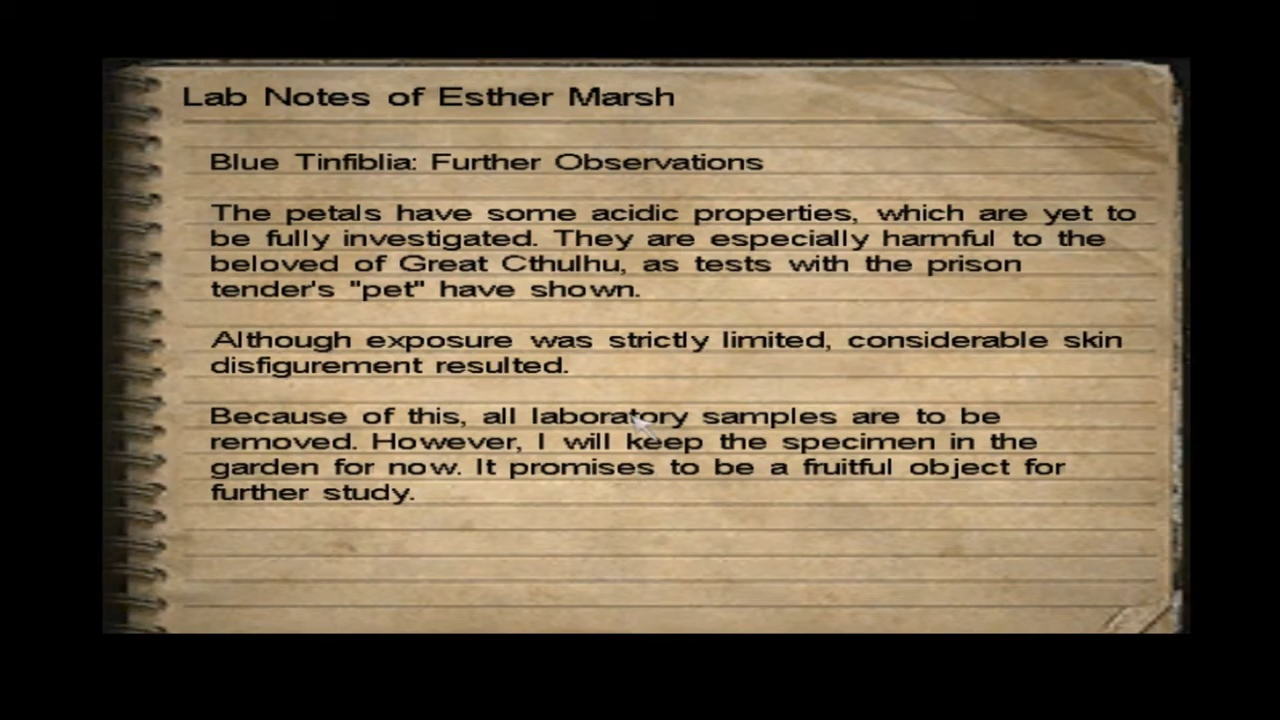 Lab Notes of Esther Marsh
Blue Tinfiblia: Further Observations
The petals have some acidic properties, which are yet to
be fully investigated. They are especially harmful to the
beloved of Great Cthulhu, as tests with the prison
tender's "pet" have shown.
Although exposure was strictly limited, considerable skin
disfigurement resulted.
Because of this, all laboratory samples are to be
removed. However, I will keep the specimen in the
garden for now. It promises to be a fruitful object for
further study.